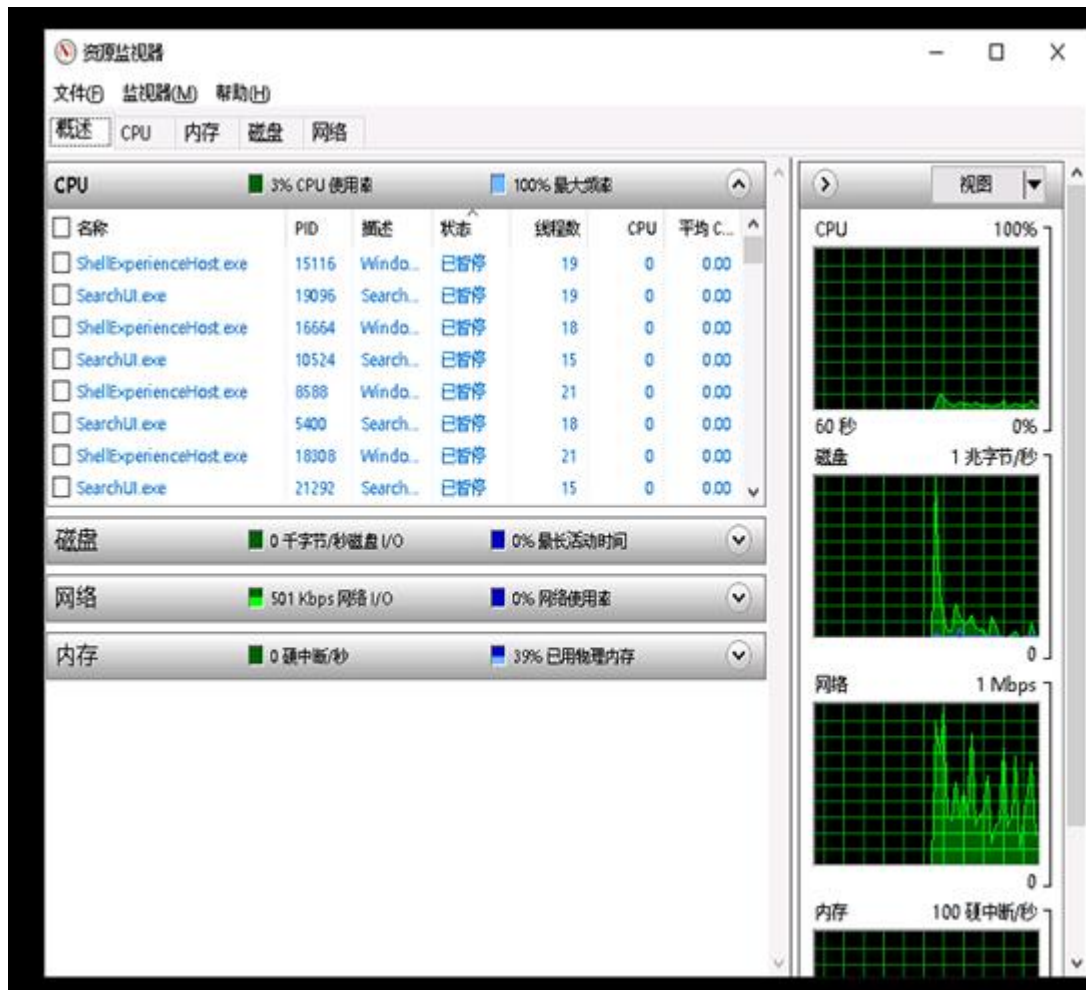 资源监视器
文件(F) 监视器(M) 帮助(H)
概述 CPU 内存 磁盘 网络
CPU 3% CPU 使用率 100% 最大频率
名称 PID 描述 状态 线程数 CPU 平均 C...
ShellExperienceHost.exe 15116 Windo... 已暂停 19 0 0.00
SearchUI.exe 19096 Search... 已暂停 19 0 0.00
ShellExperienceHost.exe 16664 Windo... 已暂停 18 0 0.00
SearchUI.exe 10524 Search... 已暂停 15 0 0.00
ShellExperienceHost.exe 8588 Windo... 已暂停 21 0 0.00
SearchUI.exe 5400 Search... 已暂停 18 0 0.00
ShellExperienceHost.exe 18308 Windo... 已暂停 21 0 0.00
SearchUI.exe 21292 Search... 已暂停 15 0 0.00
磁盘 0 千字节/秒磁盘 I/O 0% 最长活动时间
网络 501 Kbps 网络 I/O 0% 网络使用率
内存 0 硬中断/秒 39% 已用物理内存
视图
CPU 100%
60 秒 0%
磁盘 1 兆字节/秒
0
网络 1 Mbps
0
内存 100 硬中断/秒